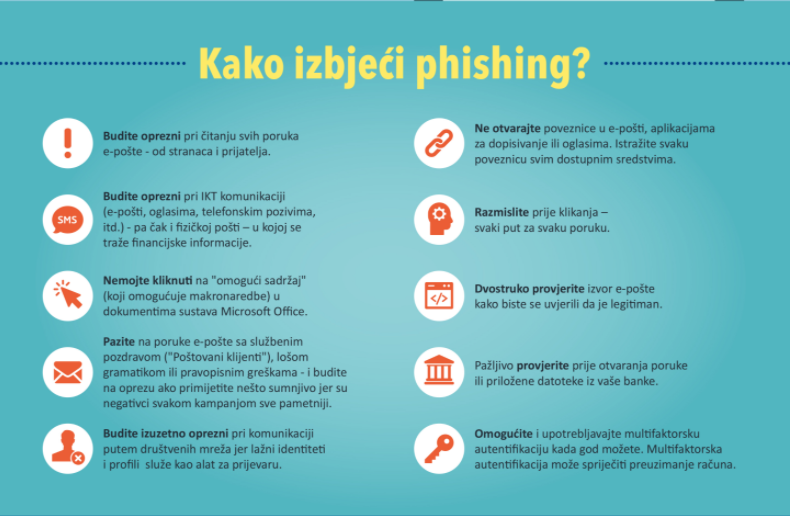 Kako izbjeći phishing?
Budite oprezni pri čitanju svih poruka
e-pošte - od stranaca i prijatelja.
SMS
Budite oprezni pri IKT komunikaciji
(e-pošti, oglasima, telefonskim pozivima,
itd.) - pa čak i fizičkoj pošti – u kojoj se
traže financijske informacije.
Nemojte kliknuti na "omogući sadržaj"
(koji omogućuje makronaredbe) u
dokumentima sustava Microsoft Office.
Pazite na poruke e-pošte sa službenim
pozdravom ("Poštovani klijenti"), lošom
gramatikom ili pravopisnim greškama - i budite
na oprezu ako primijetite nešto sumnjivo jer su
negativci svakom kampanjom sve pametniji.
Budite izuzetno oprezni pri komunikaciji
putem društvenih mreža jer lažni identiteti
i profili služe kao alat za prijevaru.
Ne otvarajte poveznice u e-pošti, aplikacijama
za dopisivanje ili oglasima. Istražite svaku
poveznicu svim dostupnim sredstvima.
Razmislite prije klikanja –
svaki put za svaku poruku.
</>
Dvostruko provjerite izvor e-pošte
kako biste se uvjerili da je legitiman.
Pažljivo provjerite prije otvaranja poruke
ili priložene datoteke iz vaše banke.
Omogućite i upotrebljavajte multifaktorsku
autentifikaciju kada god možete. Multifaktorska
autentifikacija može spriječiti preuzimanje računa.